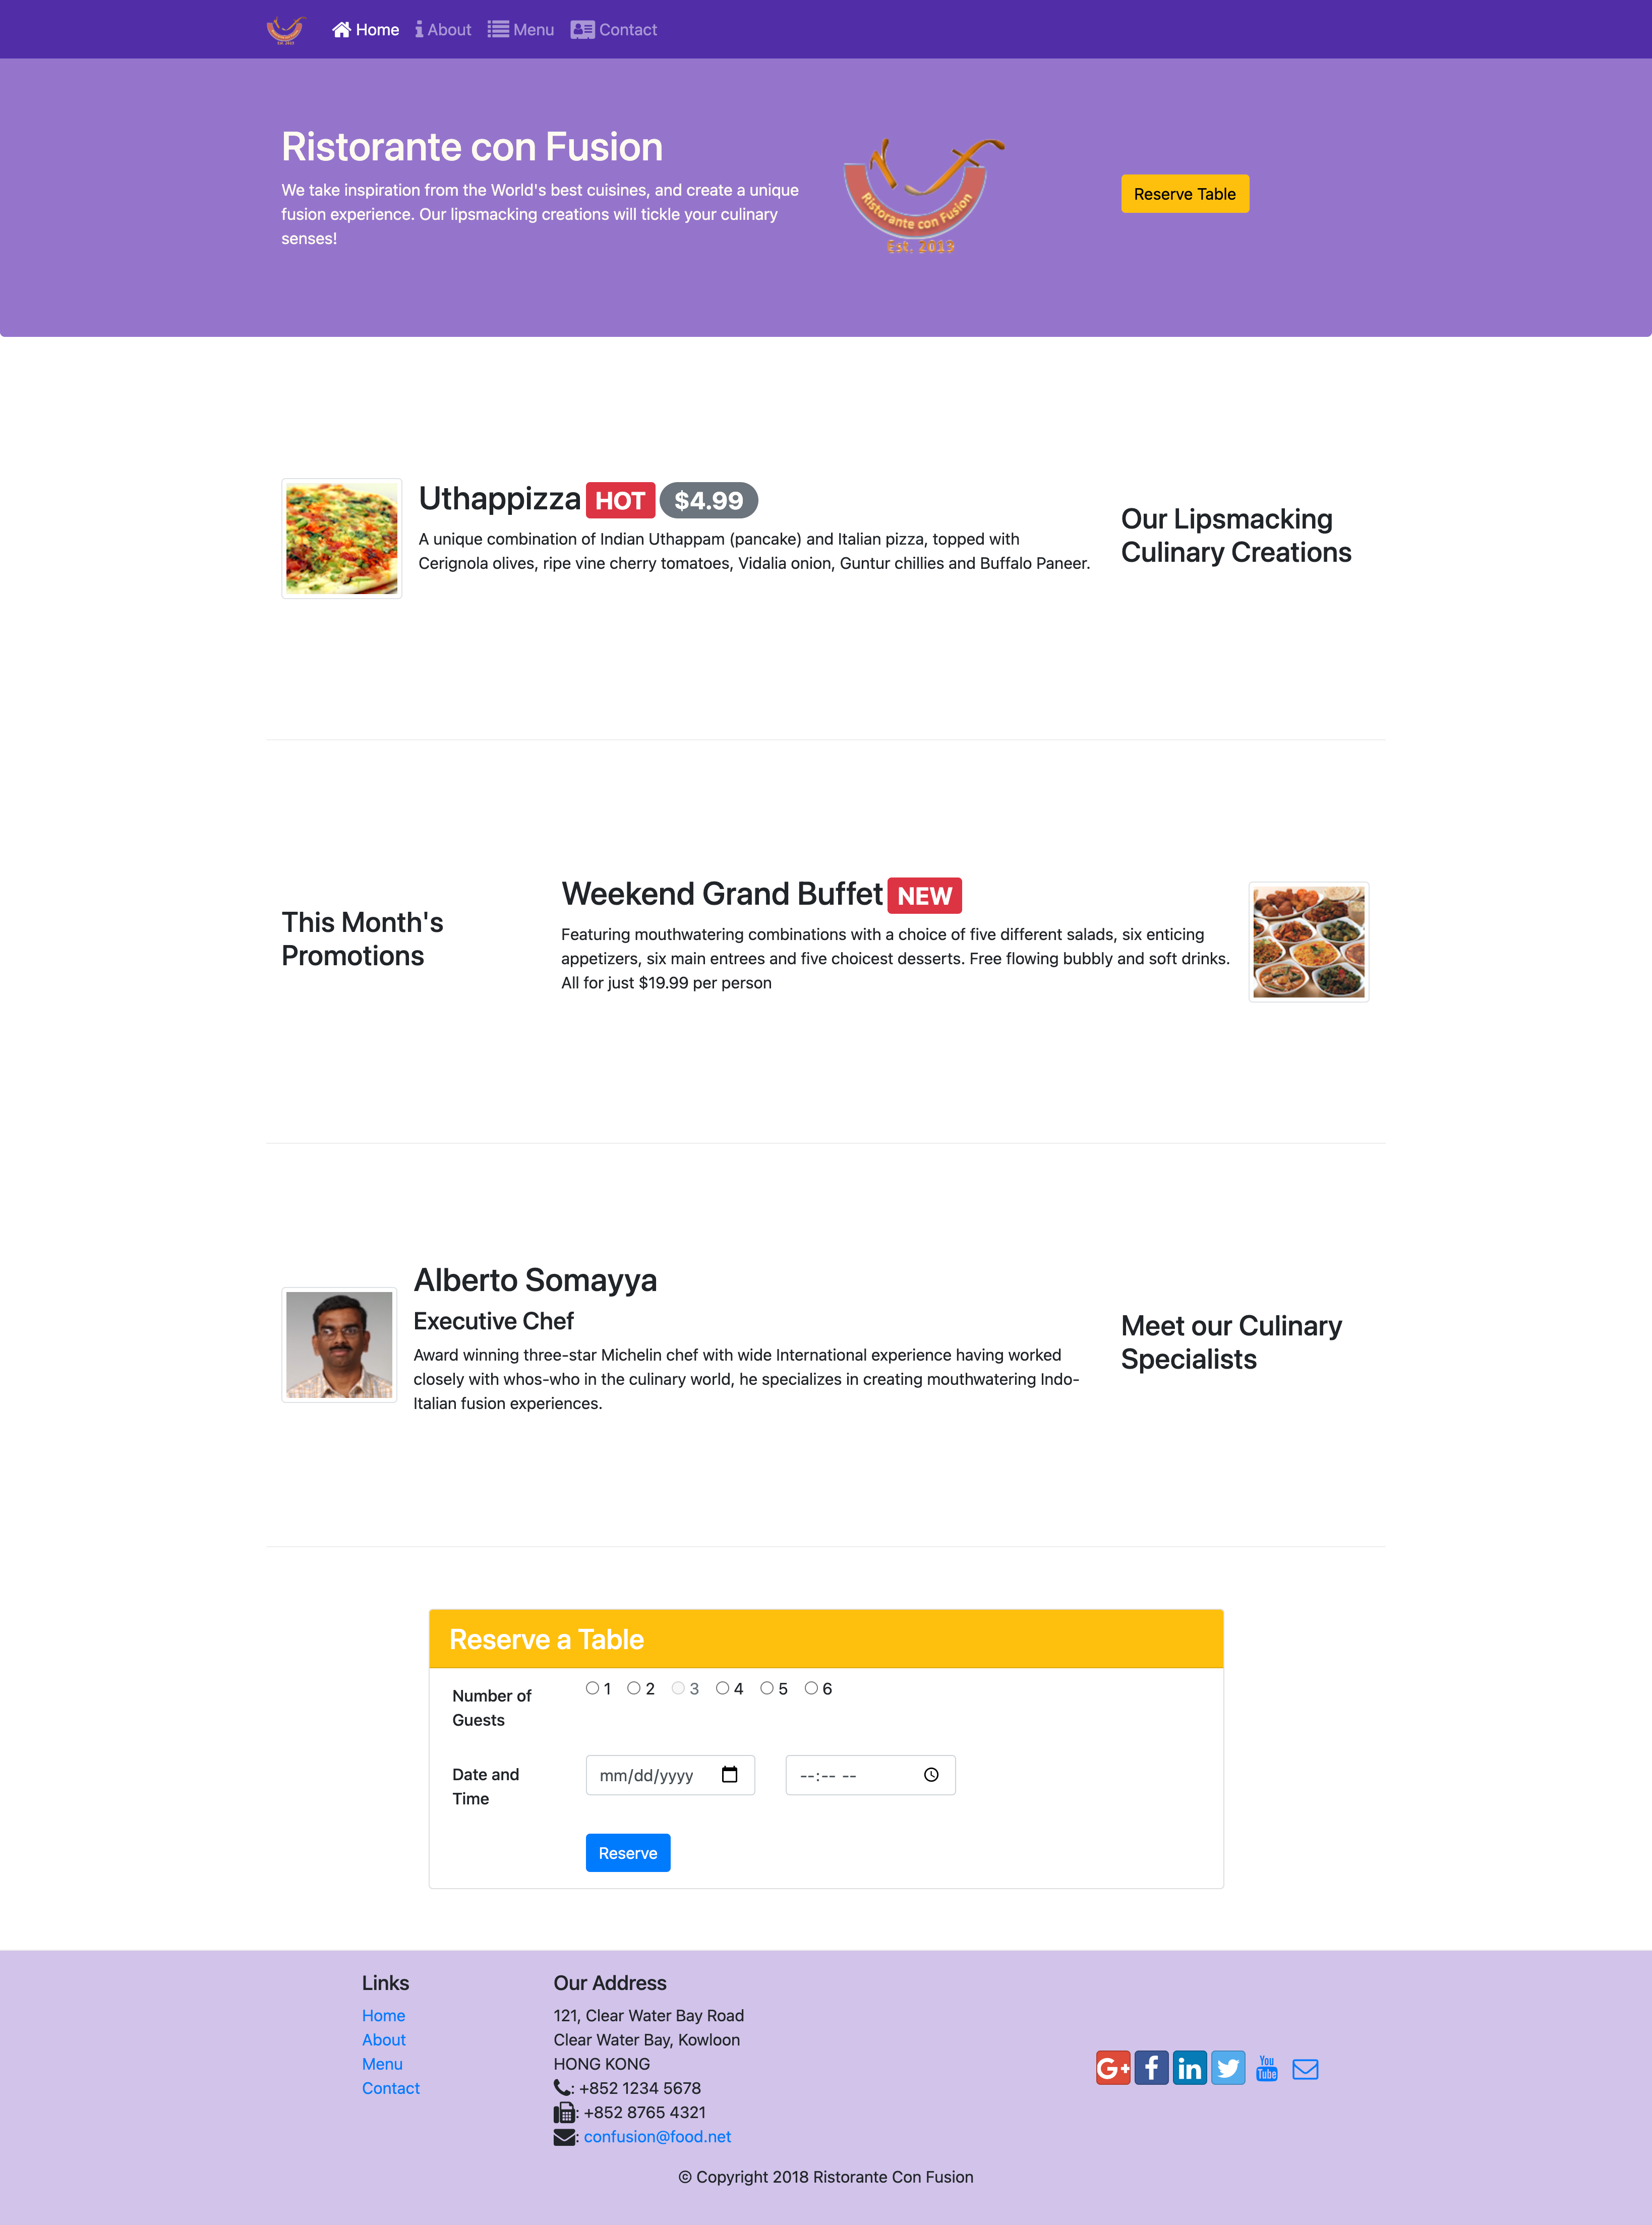 Home About Menu Contact
Ristorante con Fusion
We take inspiration from the World's best cuisines, and create a unique
fusion experience. Our lipsmacking creations will tickle your culinary
senses!
Ristorante con Fusion
Est. 2013
Reserve Table
Uthappizza HOT $4.99
A unique combination of Indian Uthappam (pancake) and Italian pizza, topped with
Cerignola olives, ripe vine cherry tomatoes, Vidalia onion, Guntur chillies and Buffalo Paneer.
Our Lipsmacking
Culinary Creations
This Month's
Promotions
Weekend Grand Buffet NEW
Featuring mouthwatering combinations with a choice of five different salads, six enticing
appetizers, six main entrees and five choicest desserts. Free flowing bubbly and soft drinks.
All for just $19.99 per person
Alberto Somayya
Executive Chef
Award winning three-star Michelin chef with wide International experience having worked
closely with whos-who in the culinary world, he specializes in creating mouthwatering Indo-
Italian fusion experiences.
Meet our Culinary
Specialists
Reserve a Table
Number of
Guests
1 2 3 4 5 6
Date and
Time
mm/dd/yyyy
--:-- --
Reserve
Links
Home
About
Menu
Contact
Our Address
121, Clear Water Bay Road
Clear Water Bay, Kowloon
HONG KONG
: +852 1234 5678
: +852 8765 4321
: confusion@food.net
G+ f in You Tube
© Copyright 2018 Ristorante Con Fusion